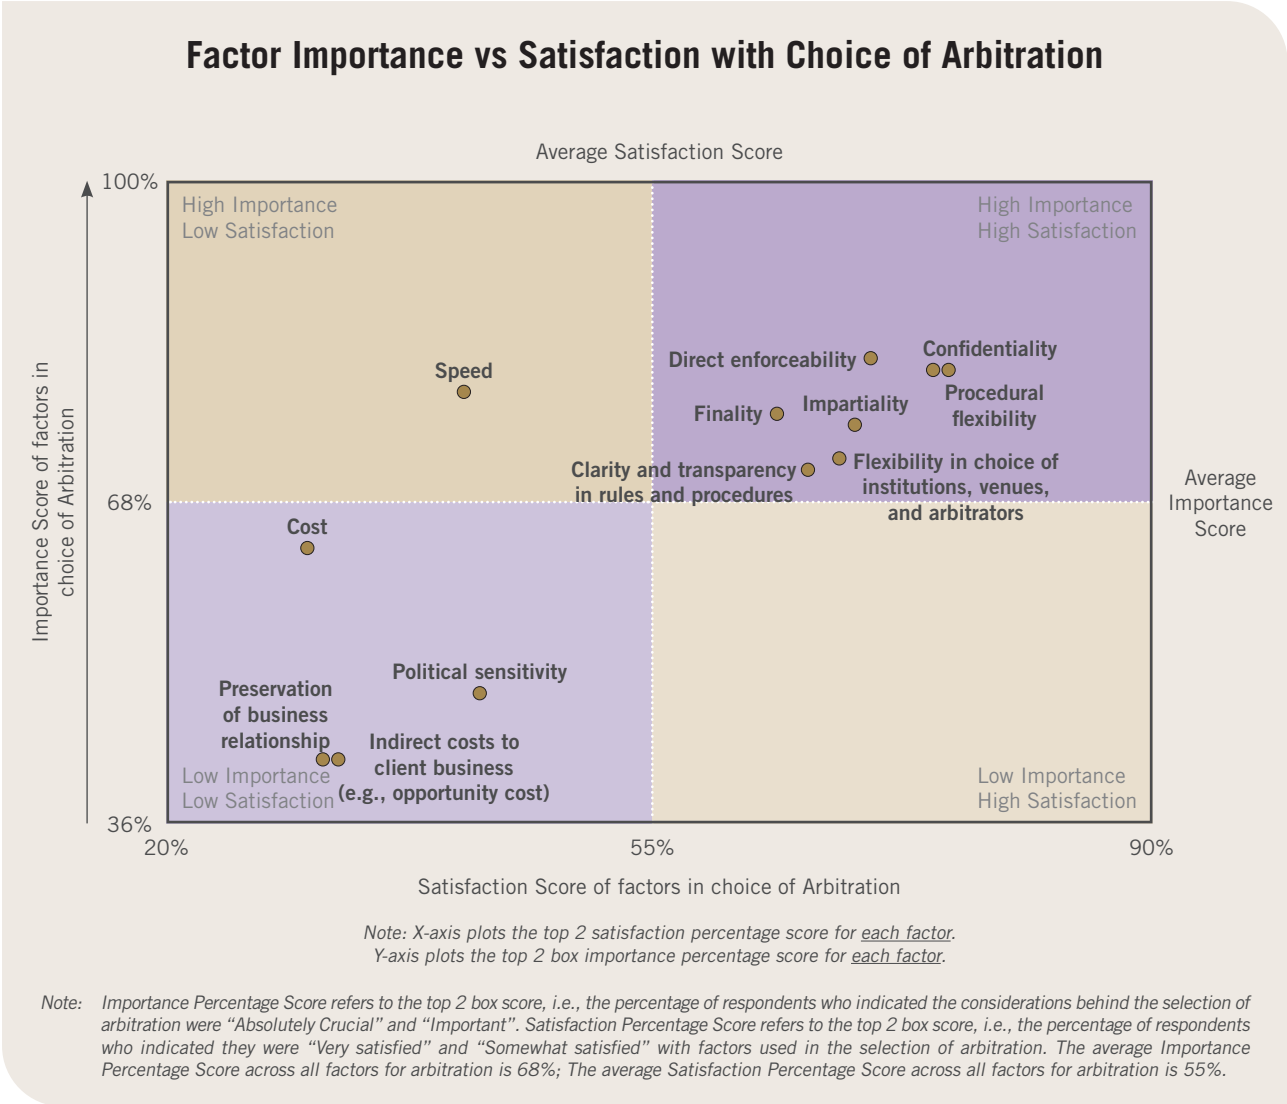 Factor Importance vs Satisfaction with Choice of Arbitration
Average Satisfaction Score
100%
High Importance
Low Satisfaction
High Importance
High Satisfaction
Importance Score of factors in
choice of Arbitration
Speed
Direct enforceability
Confidentiality
Procedural
flexibility
Finality
Impartiality
Clarity and transparency
in rules and procedures
Flexibility in choice of
institutions, venues,
and arbitrators
68%
Average
Importance
Score
Cost
Political sensitivity
Preservation
of business
relationship
Indirect costs to
client business
(e.g., opportunity cost)
Low Importance
Low Satisfaction
Low Importance
High Satisfaction
36%
20%
55%
90%
Satisfaction Score of factors in choice of Arbitration
Note: X-axis plots the top 2 satisfaction percentage score for each factor.
Y-axis plots the top 2 box importance percentage score for each factor.
Note: Importance Percentage Score refers to the top 2 box score, i.e., the percentage of respondents who indicated the considerations behind the selection of
arbitration were “Absolutely Crucial” and “Important”. Satisfaction Percentage Score refers to the top 2 box score, i.e., the percentage of respondents
who indicated they were “Very satisfied” and “Somewhat satisfied” with factors used in the selection of arbitration. The average Importance
Percentage Score across all factors for arbitration is 68%; The average Satisfaction Percentage Score across all factors for arbitration is 55%.